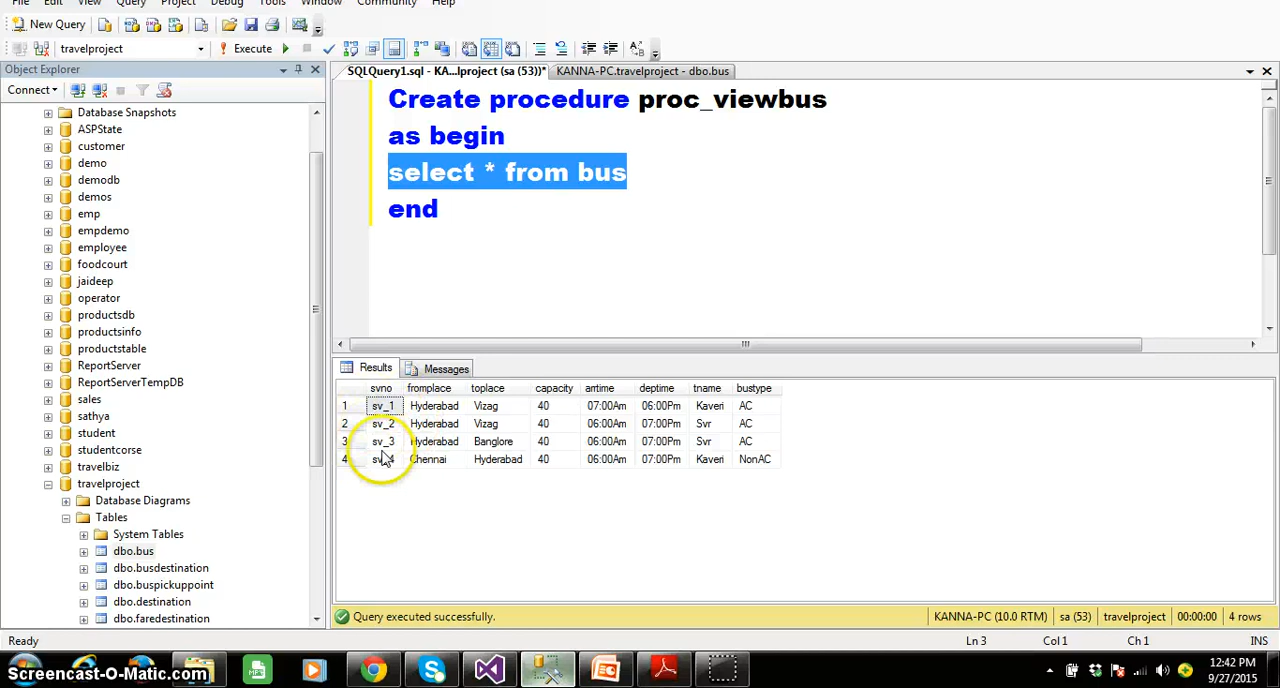 File Edit View Query Project Debug Tools Window Community Help
New Query
travelproject Execute
Object Explorer
Connect
Database Snapshots
ASPState
customer
demo
demodb
demos
emp
empdemo
employee
foodcourt
jaideep
operator
productsdb
productsinfo
productstable
ReportServer
ReportServerTempDB
sales
sathya
student
studentcorse
travelbiz
travelproject
Database Diagrams
Tables
System Tables
dbo.bus
dbo.busdestination
dbo.buspickuppoint
dbo.destination
dbo.faredestination
SQLQuery1.sql - KA...lproject (sa (53))* KANNA-PC.travelproject - dbo.bus
Create procedure proc_viewbus
as begin
select * from bus
end
Results Messages
svno fromplace toplace capacity arrtime deptime tname bustype
1 sv_1 Hyderabad Vizag 40 07:00Am 06:00Pm Kaveri AC
2 sv_2 Hyderabad Vizag 40 06:00Am 07:00Pm Svr AC
3 sv_3 Hyderabad Banglore 40 06:00Am 07:00Pm Svr AC
4 sv_4 Chennai Hyderabad 40 06:00Am 07:00Pm Kaveri NonAC
Query executed successfully. KANNA-PC (10.0 RTM) sa (53) travelproject 00:00:00 4 rows
Ready Ln 3 Col 1 Ch 1 INS
Screencast-O-Matic.com
12:42 PM
9/27/2015